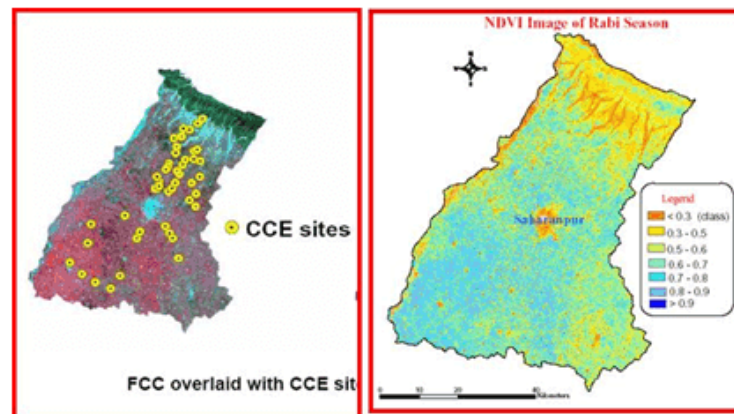 CCE sites
FCC overlaid with CCE sit
NDVI Image of Rabi Season
Saharanpur
Legend
< 0.3 (class)
0.3 - 0.5
0.5 - 0.6
0.6 - 0.7
0.7 - 0.8
0.8 - 0.9
> 0.9
0 10 20 40